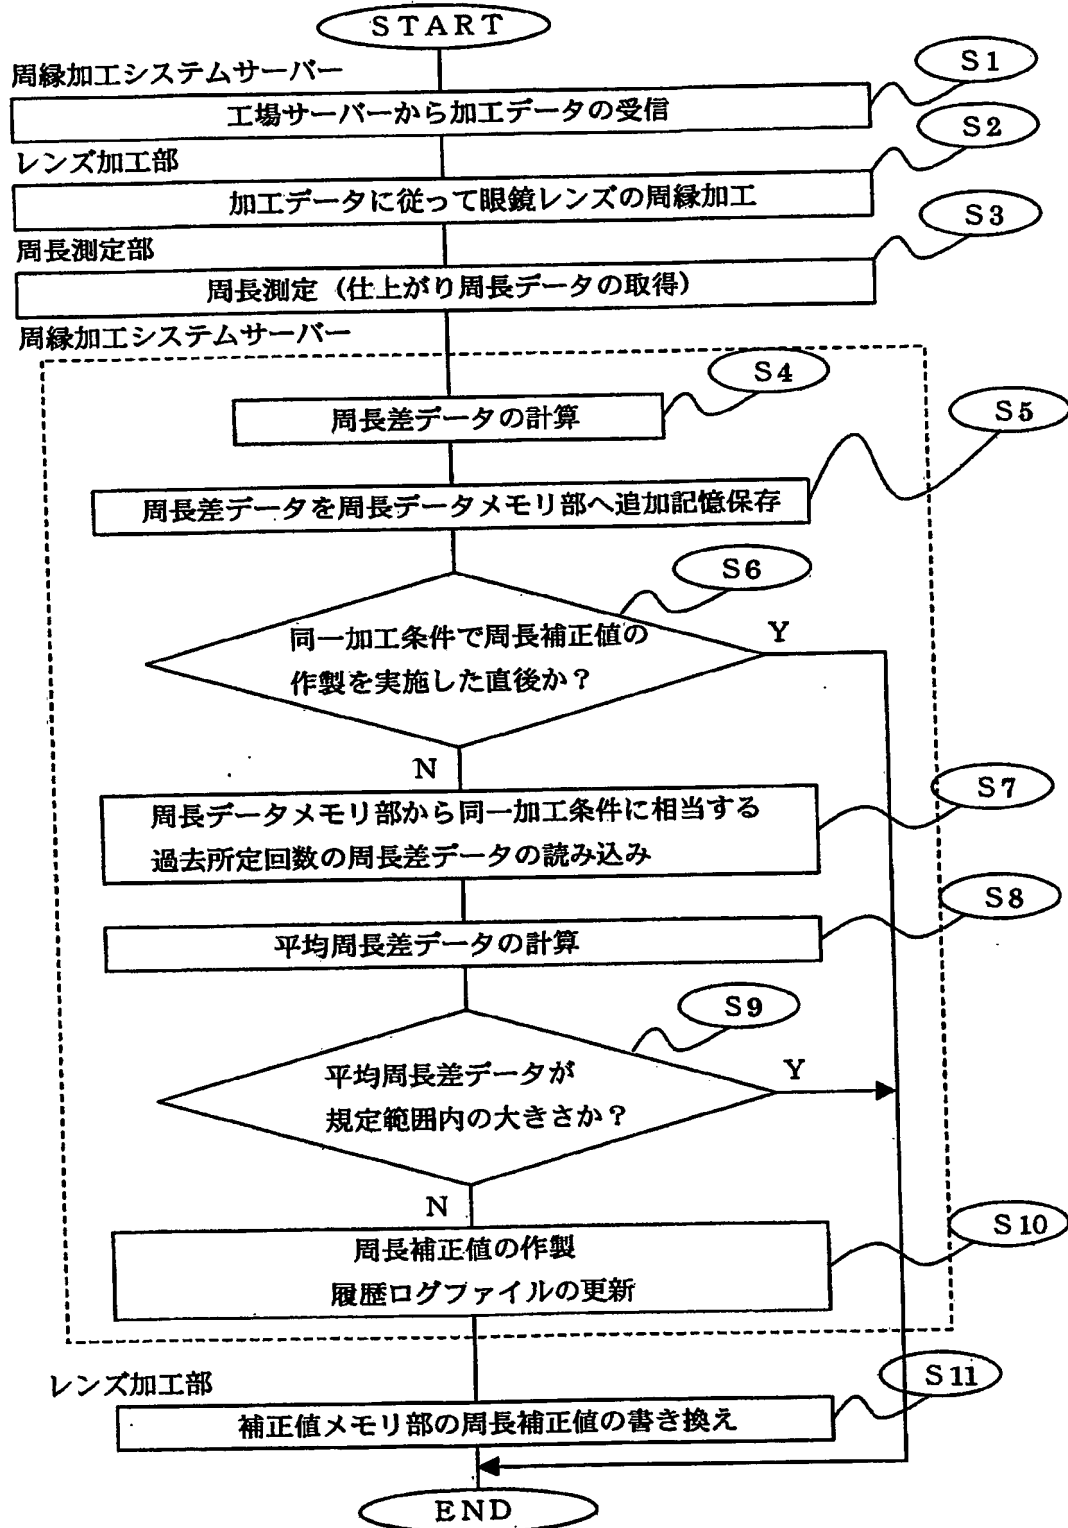 START
周縁加工システムサーバー
S1
工場サーバーから加工データの受信
S2
レンズ加工部
加工データに従って眼鏡レンズの周縁加工
S3
周長測定部
周長測定（仕上がり周長データの取得）
周縁加工システムサーバー
S4
周長差データの計算
S5
周長差データを周長データメモリ部へ追加記憶保存
S6
同一加工条件で周長補正値の
作製を実施した直後か？
Y
N
S7
周長データメモリ部から同一加工条件に相当する
過去所定回数の周長差データの読み込み
S8
平均周長差データの計算
S9
平均周長差データが
規定範囲内の大きさか？
Y
N
S10
周長補正値の作製
履歴ログファイルの更新
レンズ加工部
S11
補正値メモリ部の周長補正値の書き換え
END